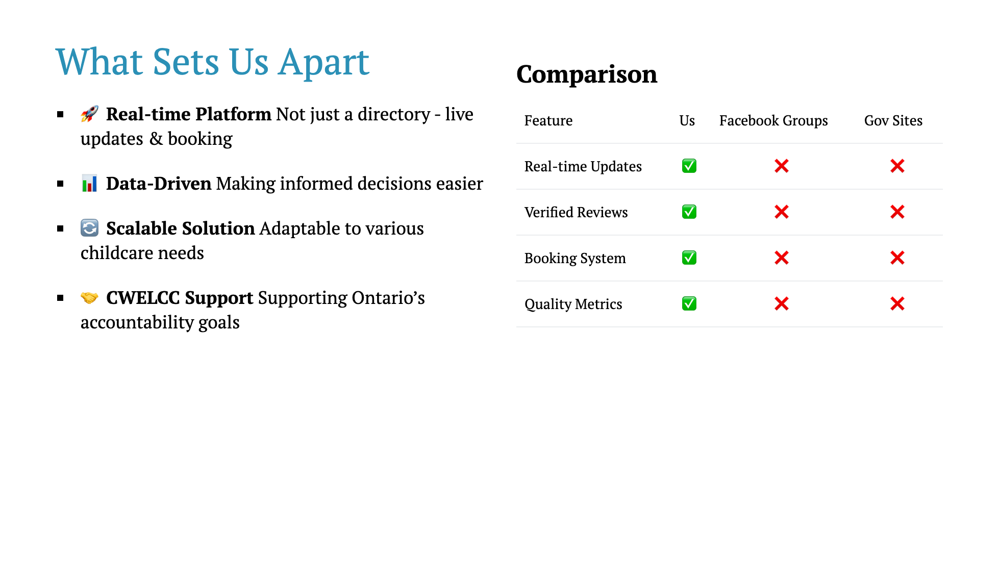 What Sets Us Apart
🚀 Real-time Platform Not just a directory - live
updates & booking
📊 Data-Driven Making informed decisions easier
🔄 Scalable Solution Adaptable to various
childcare needs
🤝 CWELCC Support Supporting Ontario’s
accountability goals
Comparison
Feature Us Facebook Groups Gov Sites
Real-time Updates ✅ ❌ ❌
Verified Reviews ✅ ❌ ❌
Booking System ✅ ❌ ❌
Quality Metrics ✅ ❌ ❌